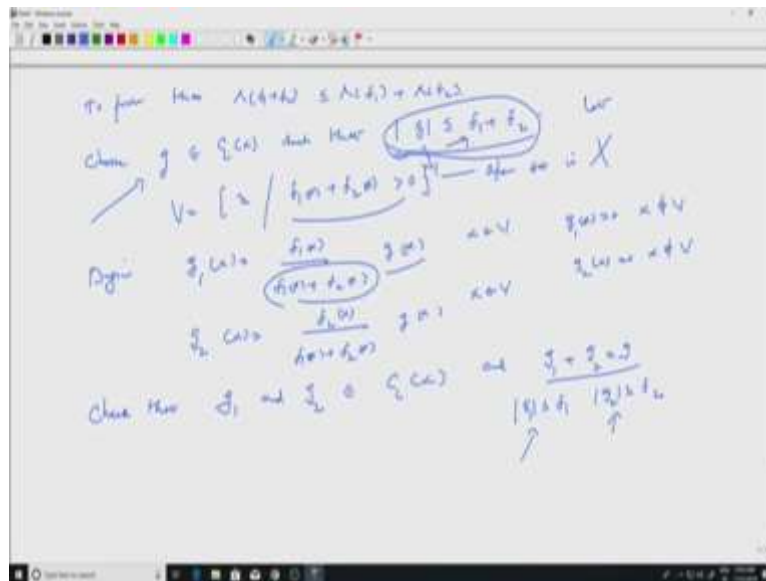 To prove that Λ(f₁+f₂) ≤ Λ(f₁) + Λ(f₂).
Choose g ∈ C_c(X) such that |g| ≤ f₁ + f₂. Let
V = { x / f₁(x) + f₂(x) > 0 } — open set in X
Define g₁(x) = f₁(x) / (f₁(x) + f₂(x)) g(x) x ∈ V g₁(x) = 0 x ∉ V
g₂(x) = f₂(x) / (f₁(x) + f₂(x)) g(x) x ∈ V g₂(x) = 0 x ∉ V
Check that g₁ and g₂ ∈ C_c(X) and g₁ + g₂ = g
|g₁| ≤ f₁ |g₂| ≤ f₂